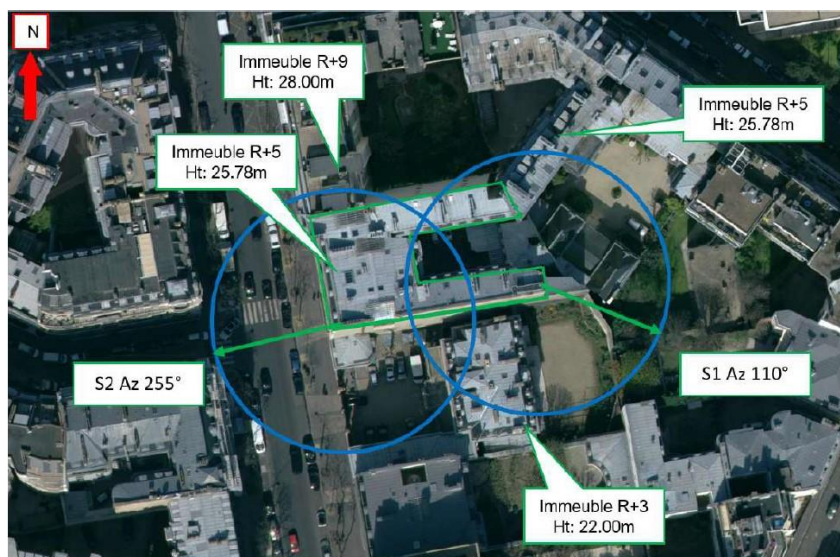 N
Immeuble R+9
Ht: 28.00m
Immeuble R+5
Ht: 25.78m
Immeuble R+5
Ht: 25.78m
S2 Az 255°
S1 Az 110°
Immeuble R+3
Ht: 22.00m